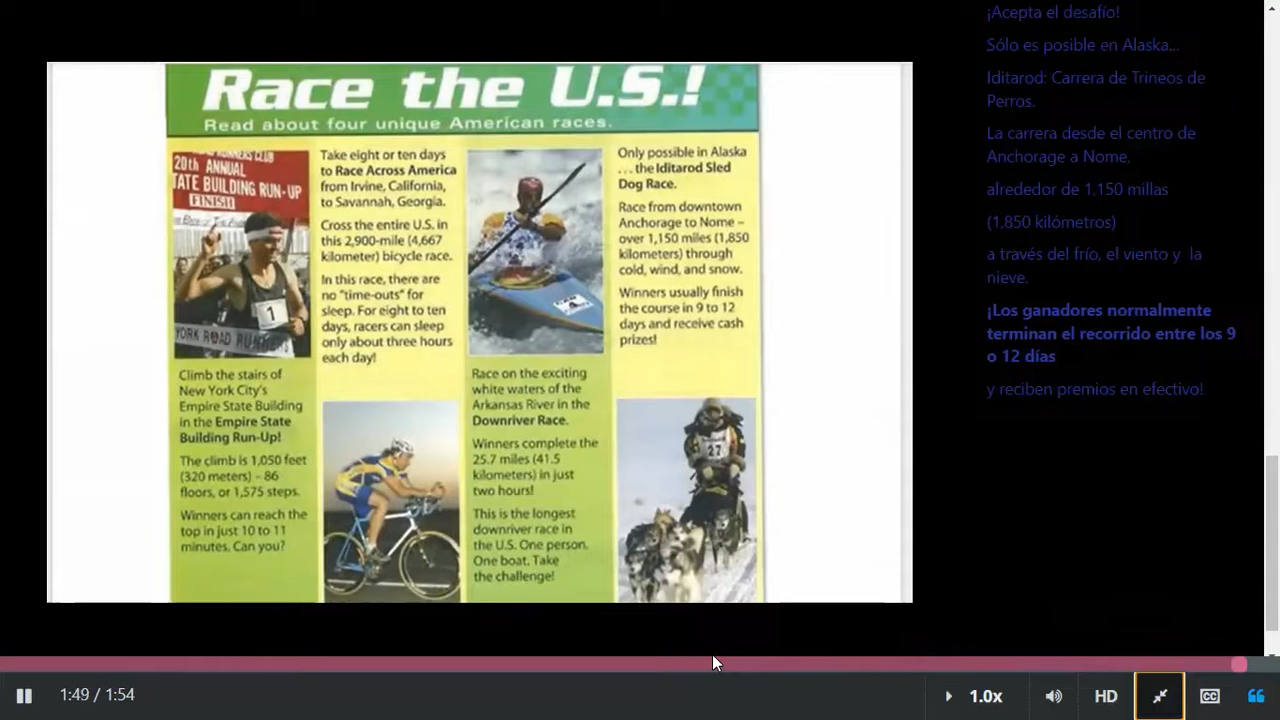 Race the U.S.!
Read about four unique American races.
20th ANNUAL
STATE BUILDING RUN-UP
FINISH
1
YORK ROAD RUNNERS
Climb the stairs of
New York City's
Empire State Building
in the Empire State
Building Run-Up!
The climb is 1,050 feet
(320 meters) – 86
floors, or 1,575 steps.
Winners can reach the
top in just 10 to 11
minutes. Can you?
Take eight or ten days
to Race Across America
from Irvine, California,
to Savannah, Georgia.
Cross the entire U.S. in
this 2,900-mile (4,667
kilometer) bicycle race.
In this race, there are
no "time-outs" for
sleep. For eight to ten
days, racers can sleep
only about three hours
each day!
Race on the exciting
white waters of the
Arkansas River in the
Downriver Race.
Winners complete the
25.7 miles (41.5
kilometers) in just
two hours!
This is the longest
downriver race in
the U.S. One person.
One boat. Take
the challenge!
Only possible in Alaska
. . . the Iditarod Sled
Dog Race.
Race from downtown
Anchorage to Nome –
over 1,150 miles (1,850
kilometers) through
cold, wind, and snow.
Winners usually finish
the course in 9 to 12
days and receive cash
prizes!
27
¡Acepta el desafío!
Sólo es posible en Alaska...
Iditarod: Carrera de Trineos de
Perros.
La carrera desde el centro de
Anchorage a Nome,
alrededor de 1,150 millas
(1,850 kilómetros)
a través del frío, el viento y la
nieve.
¡Los ganadores normalmente
terminan el recorrido entre los 9
o 12 días
y reciben premios en efectivo!
1:49 / 1:54
1.0x
HD
CC